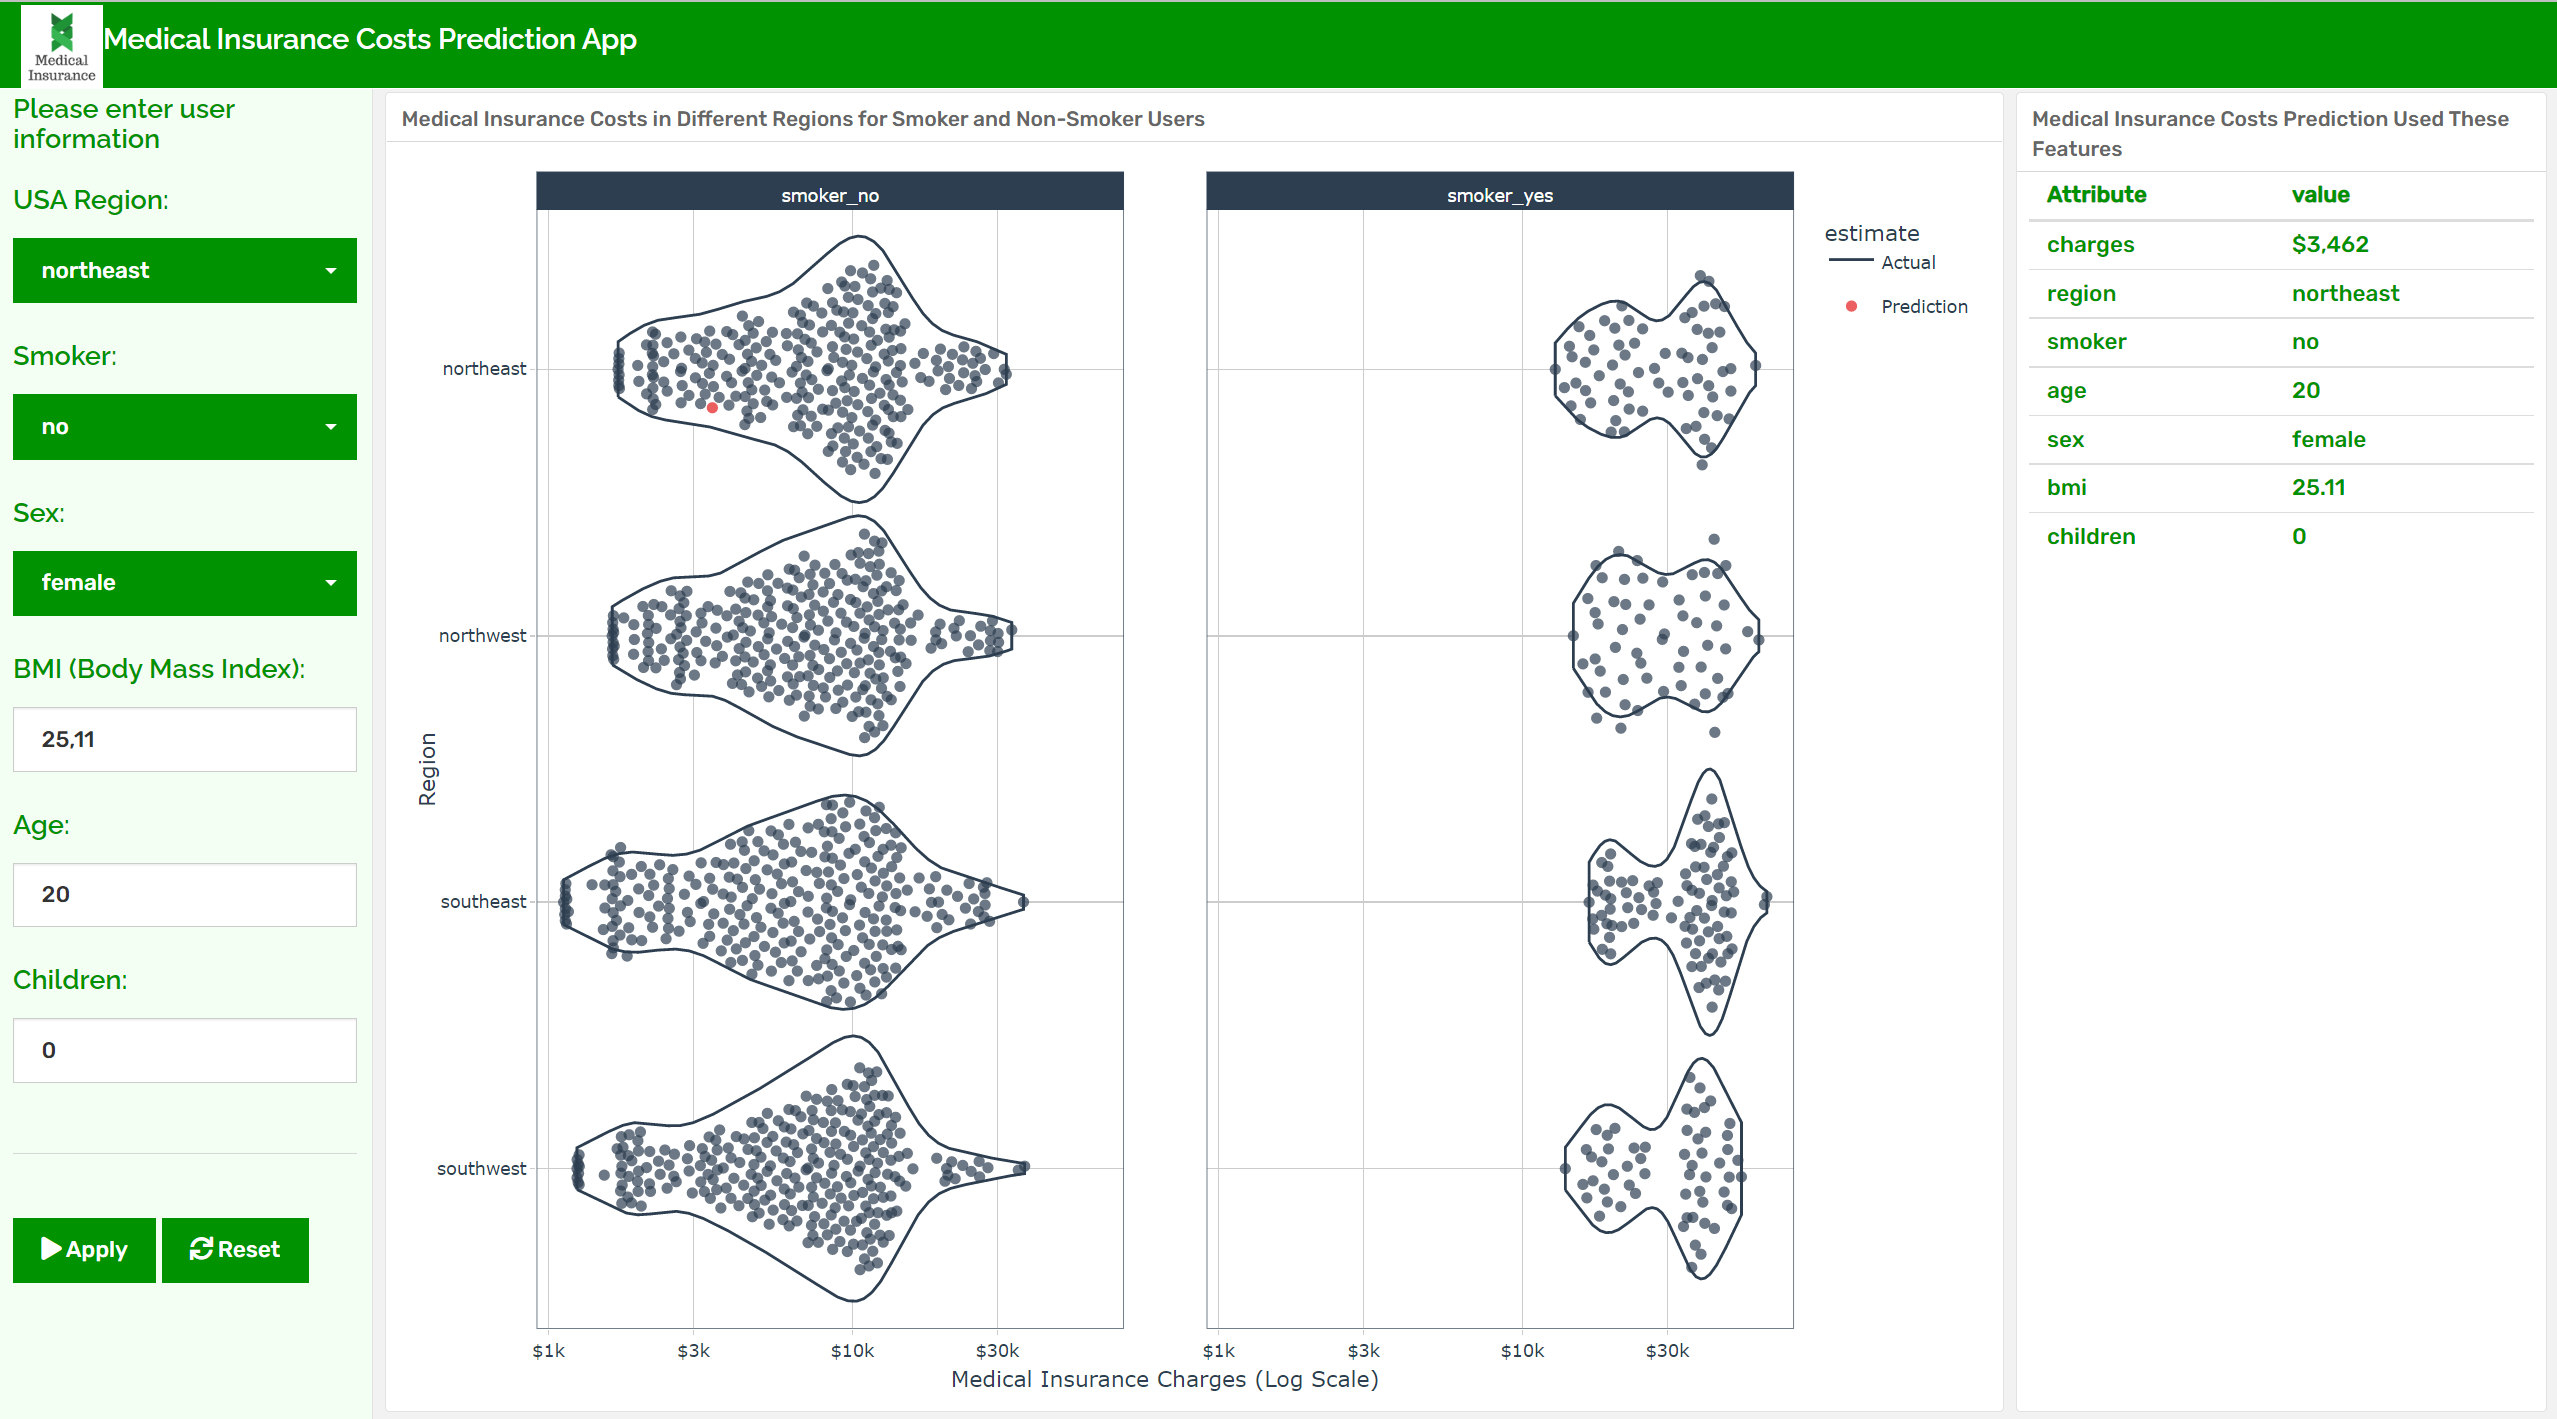 Medical
Insurance
Medical Insurance Costs Prediction App
Please enter user
information
USA Region:
northeast
Smoker:
no
Sex:
female
BMI (Body Mass Index):
25,11
Age:
20
Children:
0
Apply
Reset
Medical Insurance Costs in Different Regions for Smoker and Non-Smoker Users
smoker_no
smoker_yes
estimate
Actual
Prediction
Region
northeast
northwest
southeast
southwest
$1k $3k $10k $30k
$1k $3k $10k $30k
Medical Insurance Charges (Log Scale)
Medical Insurance Costs Prediction Used These
Features
Attribute value
charges $3,462
region northeast
smoker no
age 20
sex female
bmi 25.11
children 0